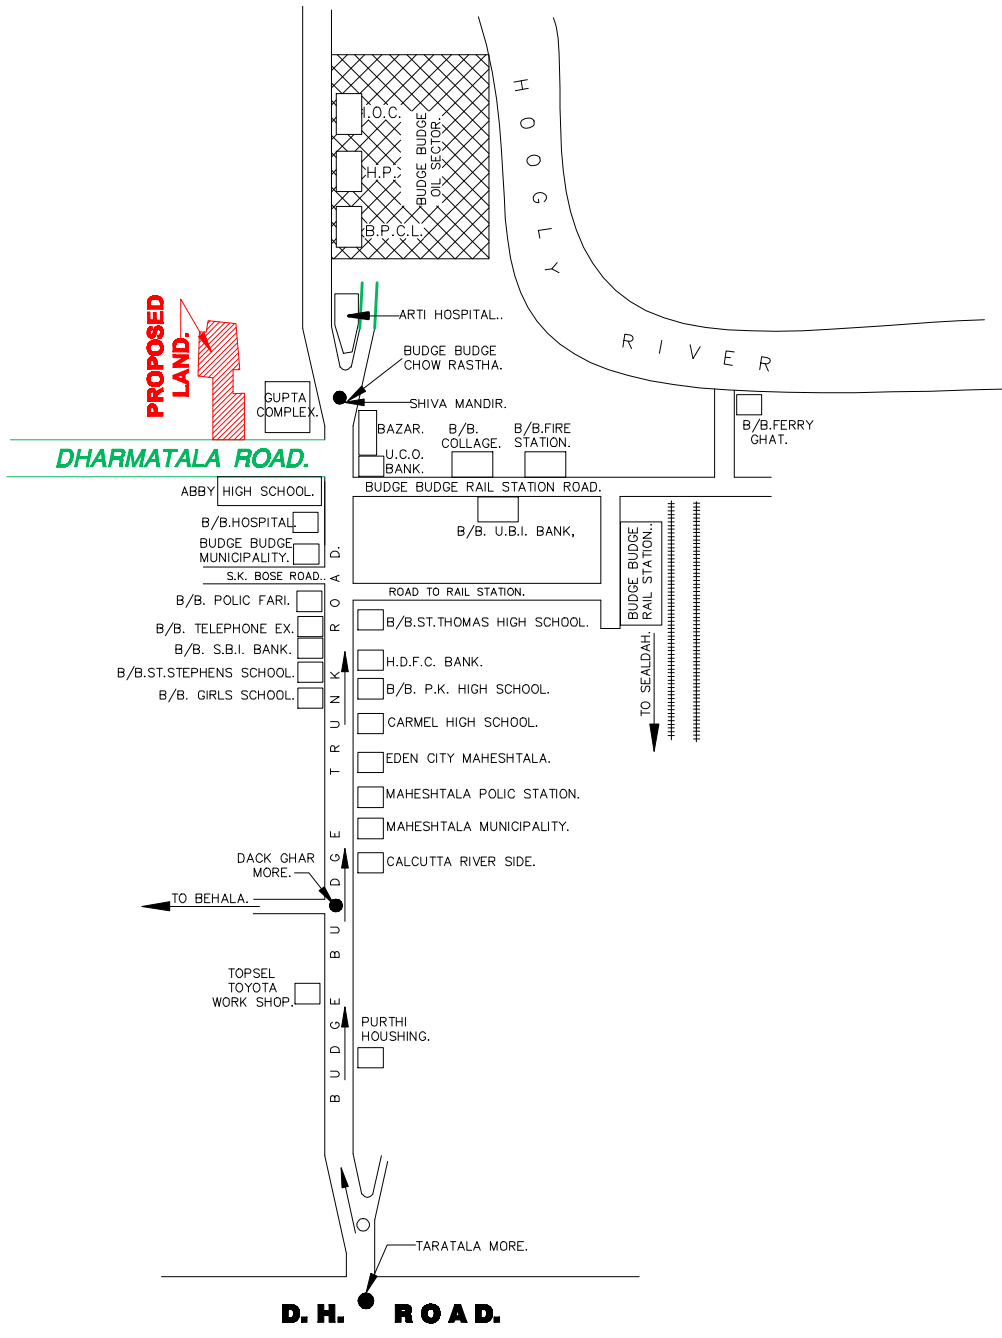 H O O G L Y
I.O.C.
H.P.
B.P.C.L.
BUDGE BUDGE
OIL SECTOR.
PROPOSED
LAND.
ARTI HOSPITAL..
R I V E R
BUDGE BUDGE
CHOW RASTHA.
GUPTA
COMPLEX.
SHIVA MANDIR.
BAZAR.
B/B.
COLLAGE.
B/B.FIRE
STATION.
B/B.FERRY
GHAT.
U.C.O.
BANK.
DHARMATALA ROAD.
ABBY HIGH SCHOOL.
BUDGE BUDGE RAIL STATION ROAD.
B/B.HOSPITAL.
B/B. U.B.I. BANK,
BUDGE BUDGE
MUNICIPALITY.
BUDGE BUDGE
RAIL STATION..
S.K. BOSE ROAD..
ROAD TO RAIL STATION.
B/B. POLIC FARI.
B/B. TELEPHONE EX.
B/B.ST.THOMAS HIGH SCHOOL.
B/B. S.B.I. BANK.
B/B.ST.STEPHENS SCHOOL.
H.D.F.C. BANK.
B/B. GIRLS SCHOOL.
B/B. P.K. HIGH SCHOOL.
TO SEALDAH.
CARMEL HIGH SCHOOL.
EDEN CITY MAHESHTALA.
MAHESHTALA POLIC STATION.
MAHESHTALA MUNICIPALITY.
CALCUTTA RIVER SIDE.
BUDGE BUDGE TRUNK ROAD.
DACK GHAR
MORE.
TO BEHALA.
TOPSEL
TOYOTA
WORK SHOP.
PURTHI
HOUSHING.
TARATALA MORE.
D. H. ROAD.